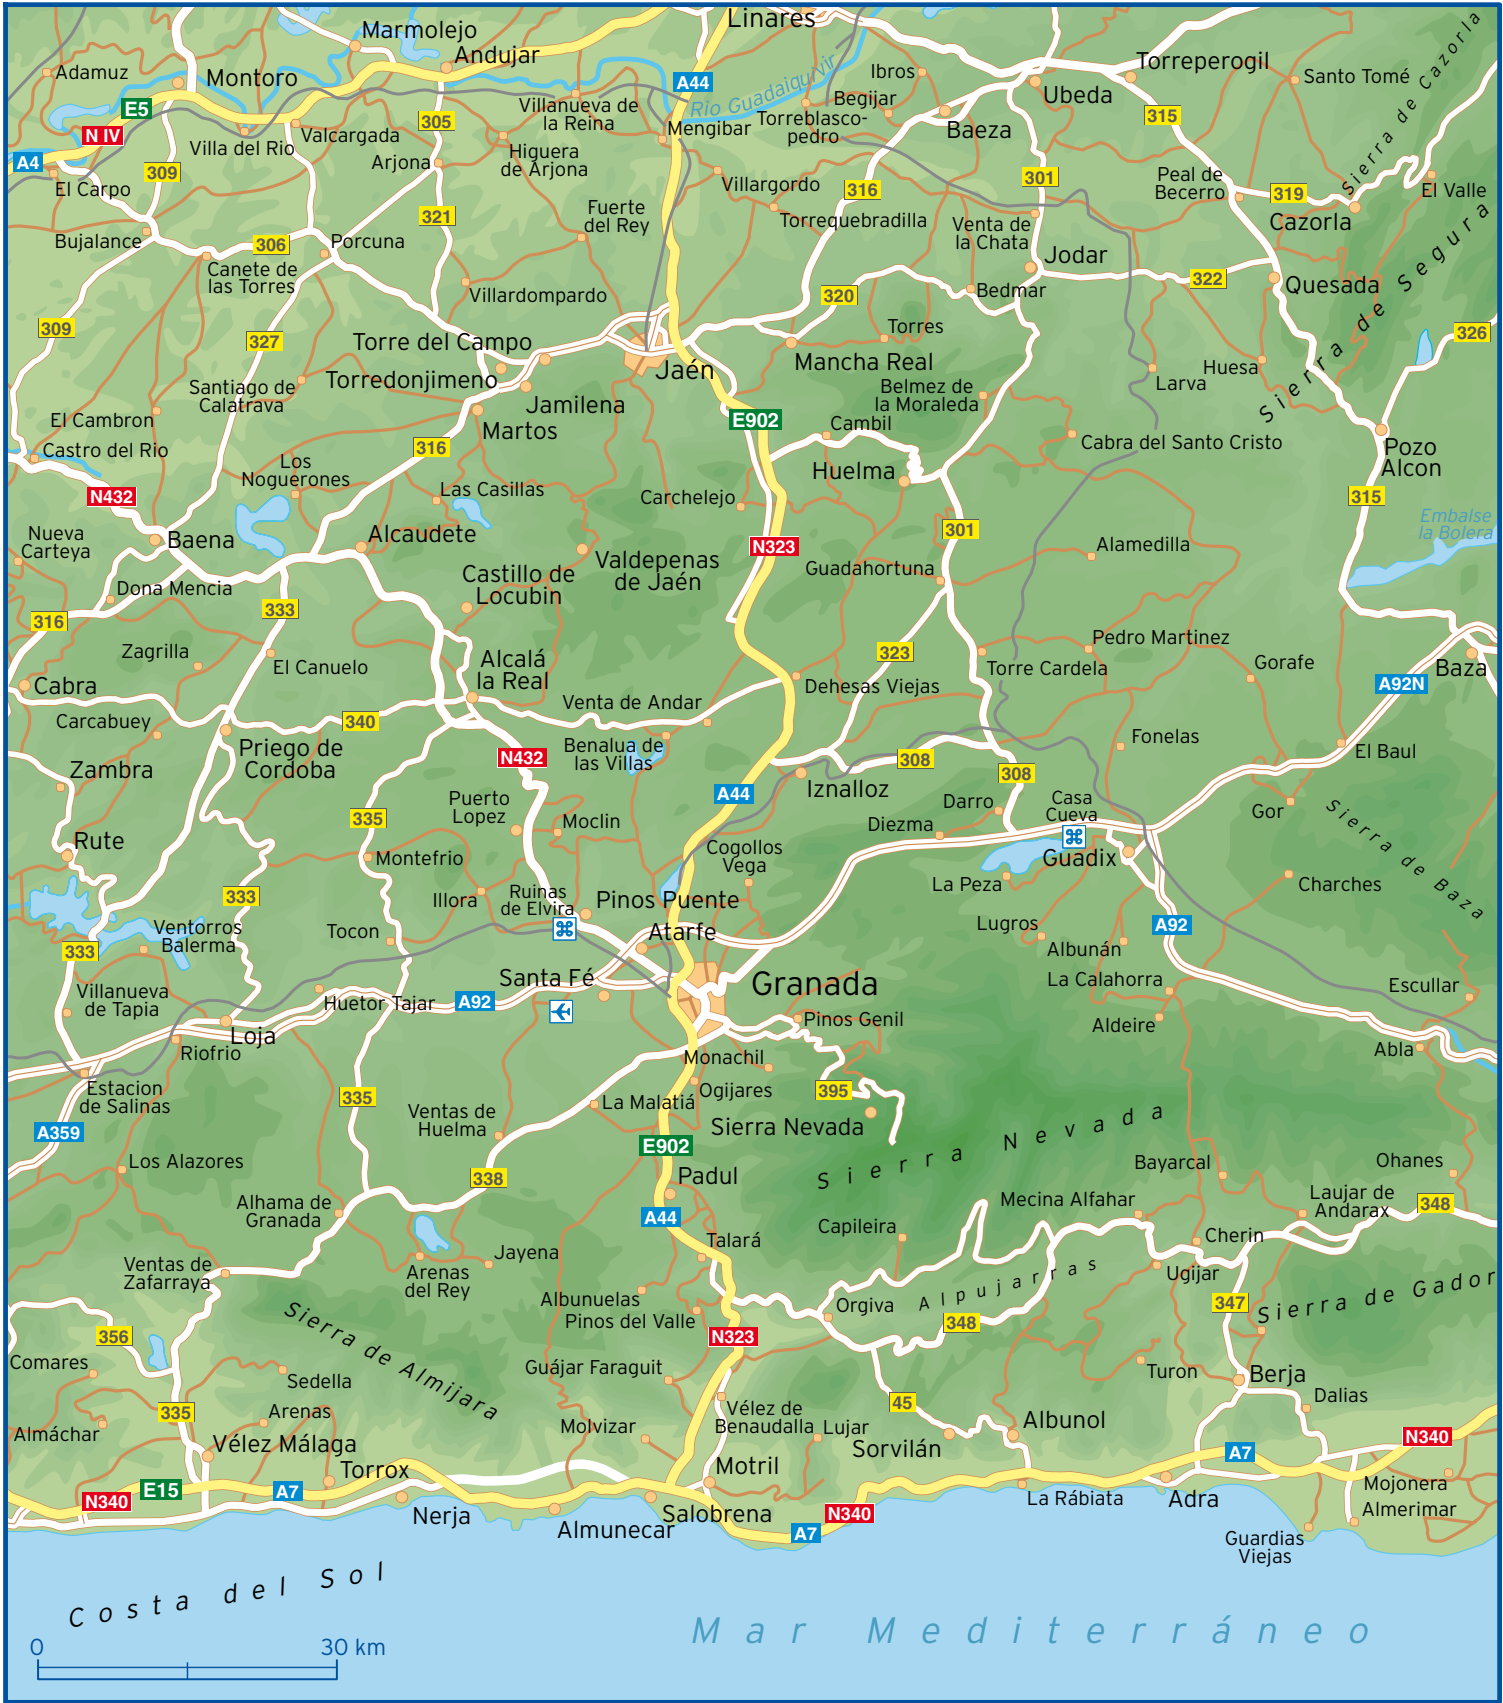 Linares
Marmolejo
Andujar
Adamuz
Montoro
A44
Ibros
Torreperogil
Santo Tomé
Sierra de Cazorla
E5
N IV
A4
Rio Guadalquivir
Villanueva de
la Reina
Begijar
Ubeda
Torreblasco-
pedro
Baeza
315
305
Valcargada
Villa del Rio
Mengibar
Higuera
de Arjona
Arjona
309
El Carpo
Villargordo
316
301
Peal de
Becerro
319
El Valle
Cazorla
321
Fuerte
del Rey
Torrequebradilla
Venta de
la Chata
Bujalance
306
Porcuna
Jodar
Sierra de Segura
Canete de
las Torres
Villardompardo
320
Bedmar
322
Quesada
309
327
Torre del Campo
Torres
326
Torredonjimeno
Jaén
Mancha Real
Huesa
Larva
Santiago de
Calatrava
Jamilena
Belmez de
la Moraleda
El Cambron
Martos
E902
Cambil
Castro del Rio
316
Cabra del Santo Cristo
Pozo
Alcon
Los
Noguerones
Huelma
N432
Las Casillas
Carchelejo
315
Nueva
Carteya
Baena
Alcaudete
N323
301
Embalse
la Bolera
Valdepenas
de Jaén
Alamedilla
Castillo de
Locubin
Guadahortuna
Dona Mencia
333
316
Zagrilla
El Canuelo
Alcalá
la Real
323
Pedro Martinez
Torre Cardela
Gorafe
Baza
Cabra
Venta de Andar
Dehesas Viejas
A92N
Carcabuey
340
Priego de
Cordoba
N432
Benalua de
las Villas
308
Fonelas
El Baul
Zambra
308
A44
Iznalloz
Puerto
Lopez
Darro
Casa
Cueva
Gor
Sierra de Baza
335
Moclin
Diezma
Rute
Montefrio
Cogollos
Vega
Guadix
La Peza
Charches
333
Illora
Ruinas
de Elvira
Pinos Puente
Lugros
A92
Ventorros
Balerma
Tocon
Atarfe
Albunán
333
Santa Fé
Granada
La Calahorra
Escullar
Villanueva
de Tapia
Huetor Tajar
A92
Pinos Genil
Aldeire
Loja
Riofrio
Monachil
Abla
Estacion
de Salinas
335
Ogijares
395
La Malatiá
Ventas de
Huelma
Sierra Nevada
Sierra Nevada
A359
E902
Los Alazores
338
Padul
Bayarcal
Ohanes
Alhama de
Granada
A44
Mecina Alfahar
Laujar de
Andarax
348
Capileira
Talará
Cherin
Ventas de
Zafarraya
Jayena
Arenas
del Rey
Alpujarras
Ugijar
Albunuelas
Orgiva
347
Sierra de Gador
Sierra de Almijara
Pinos del Valle
348
356
N323
Comares
Guájar Faraguit
Turon
Berja
Sedella
Dalias
335
Arenas
Vélez de
Benaudalla
45
Lujar
Albunol
Almáchar
Molvizar
Sorvilán
N340
Vélez Málaga
A7
Torrox
Motril
Mojonera
E15
N340
A7
Nerja
Almunecar
Salobrena
A7
N340
La Rábiata
Adra
Almerimar
Guardias
Viejas
Costa del Sol
Mar Mediterráneo
0
30 km